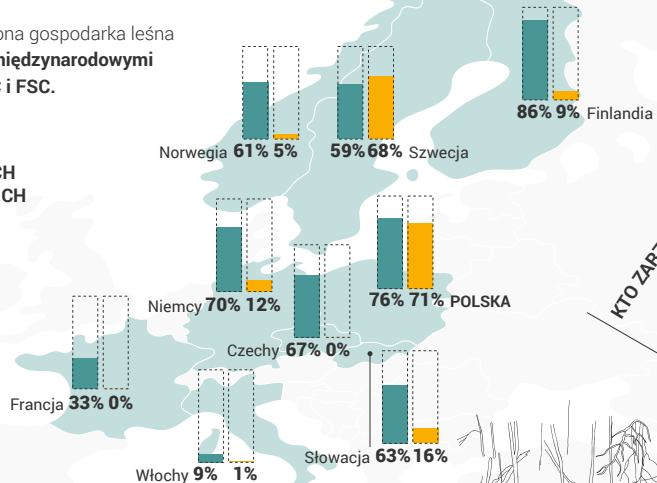 ona gospodarka leśna
międzynarodowymi
i FSC.
CH
CH
86% 9% Finlandia
Norwegia 61% 5%
59% 68% Szwecja
Niemcy 70% 12%
76% 71% POLSKA
Czechy 67% 0%
Francja 33% 0%
Słowacja 63% 16%
Włochy 9% 1%
KTO ZARZ